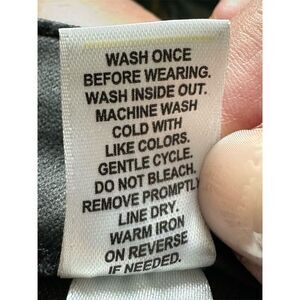 WASH ONCE
BEFORE WEARING.
WASH INSIDE OUT.
MACHINE WASH
COLD WITH
LIKE COLORS.
GENTLE CYCLE.
DO NOT BLEACH.
REMOVE PROMPTLY
LINE DRY.
WARM IRON
ON REVERSE
IF NEEDED.